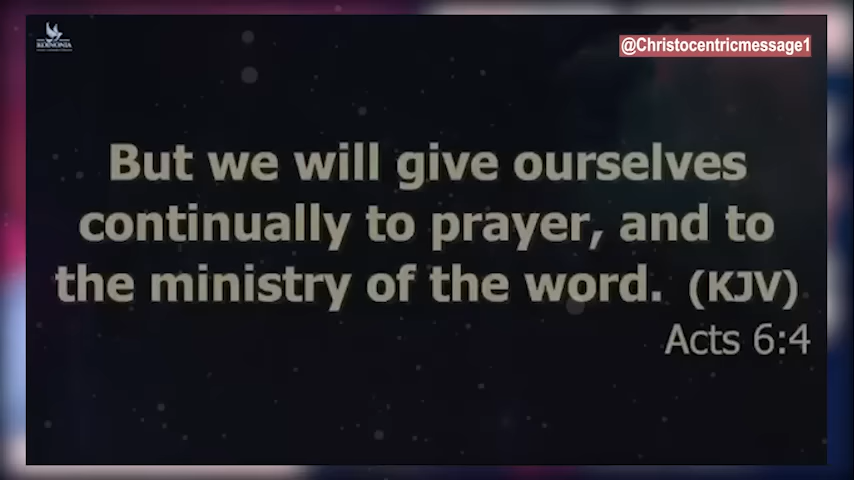 KOINONIA
@Christocentricmessage1
But we will give ourselves
continually to prayer, and to
the ministry of the word. (KJV)
Acts 6:4